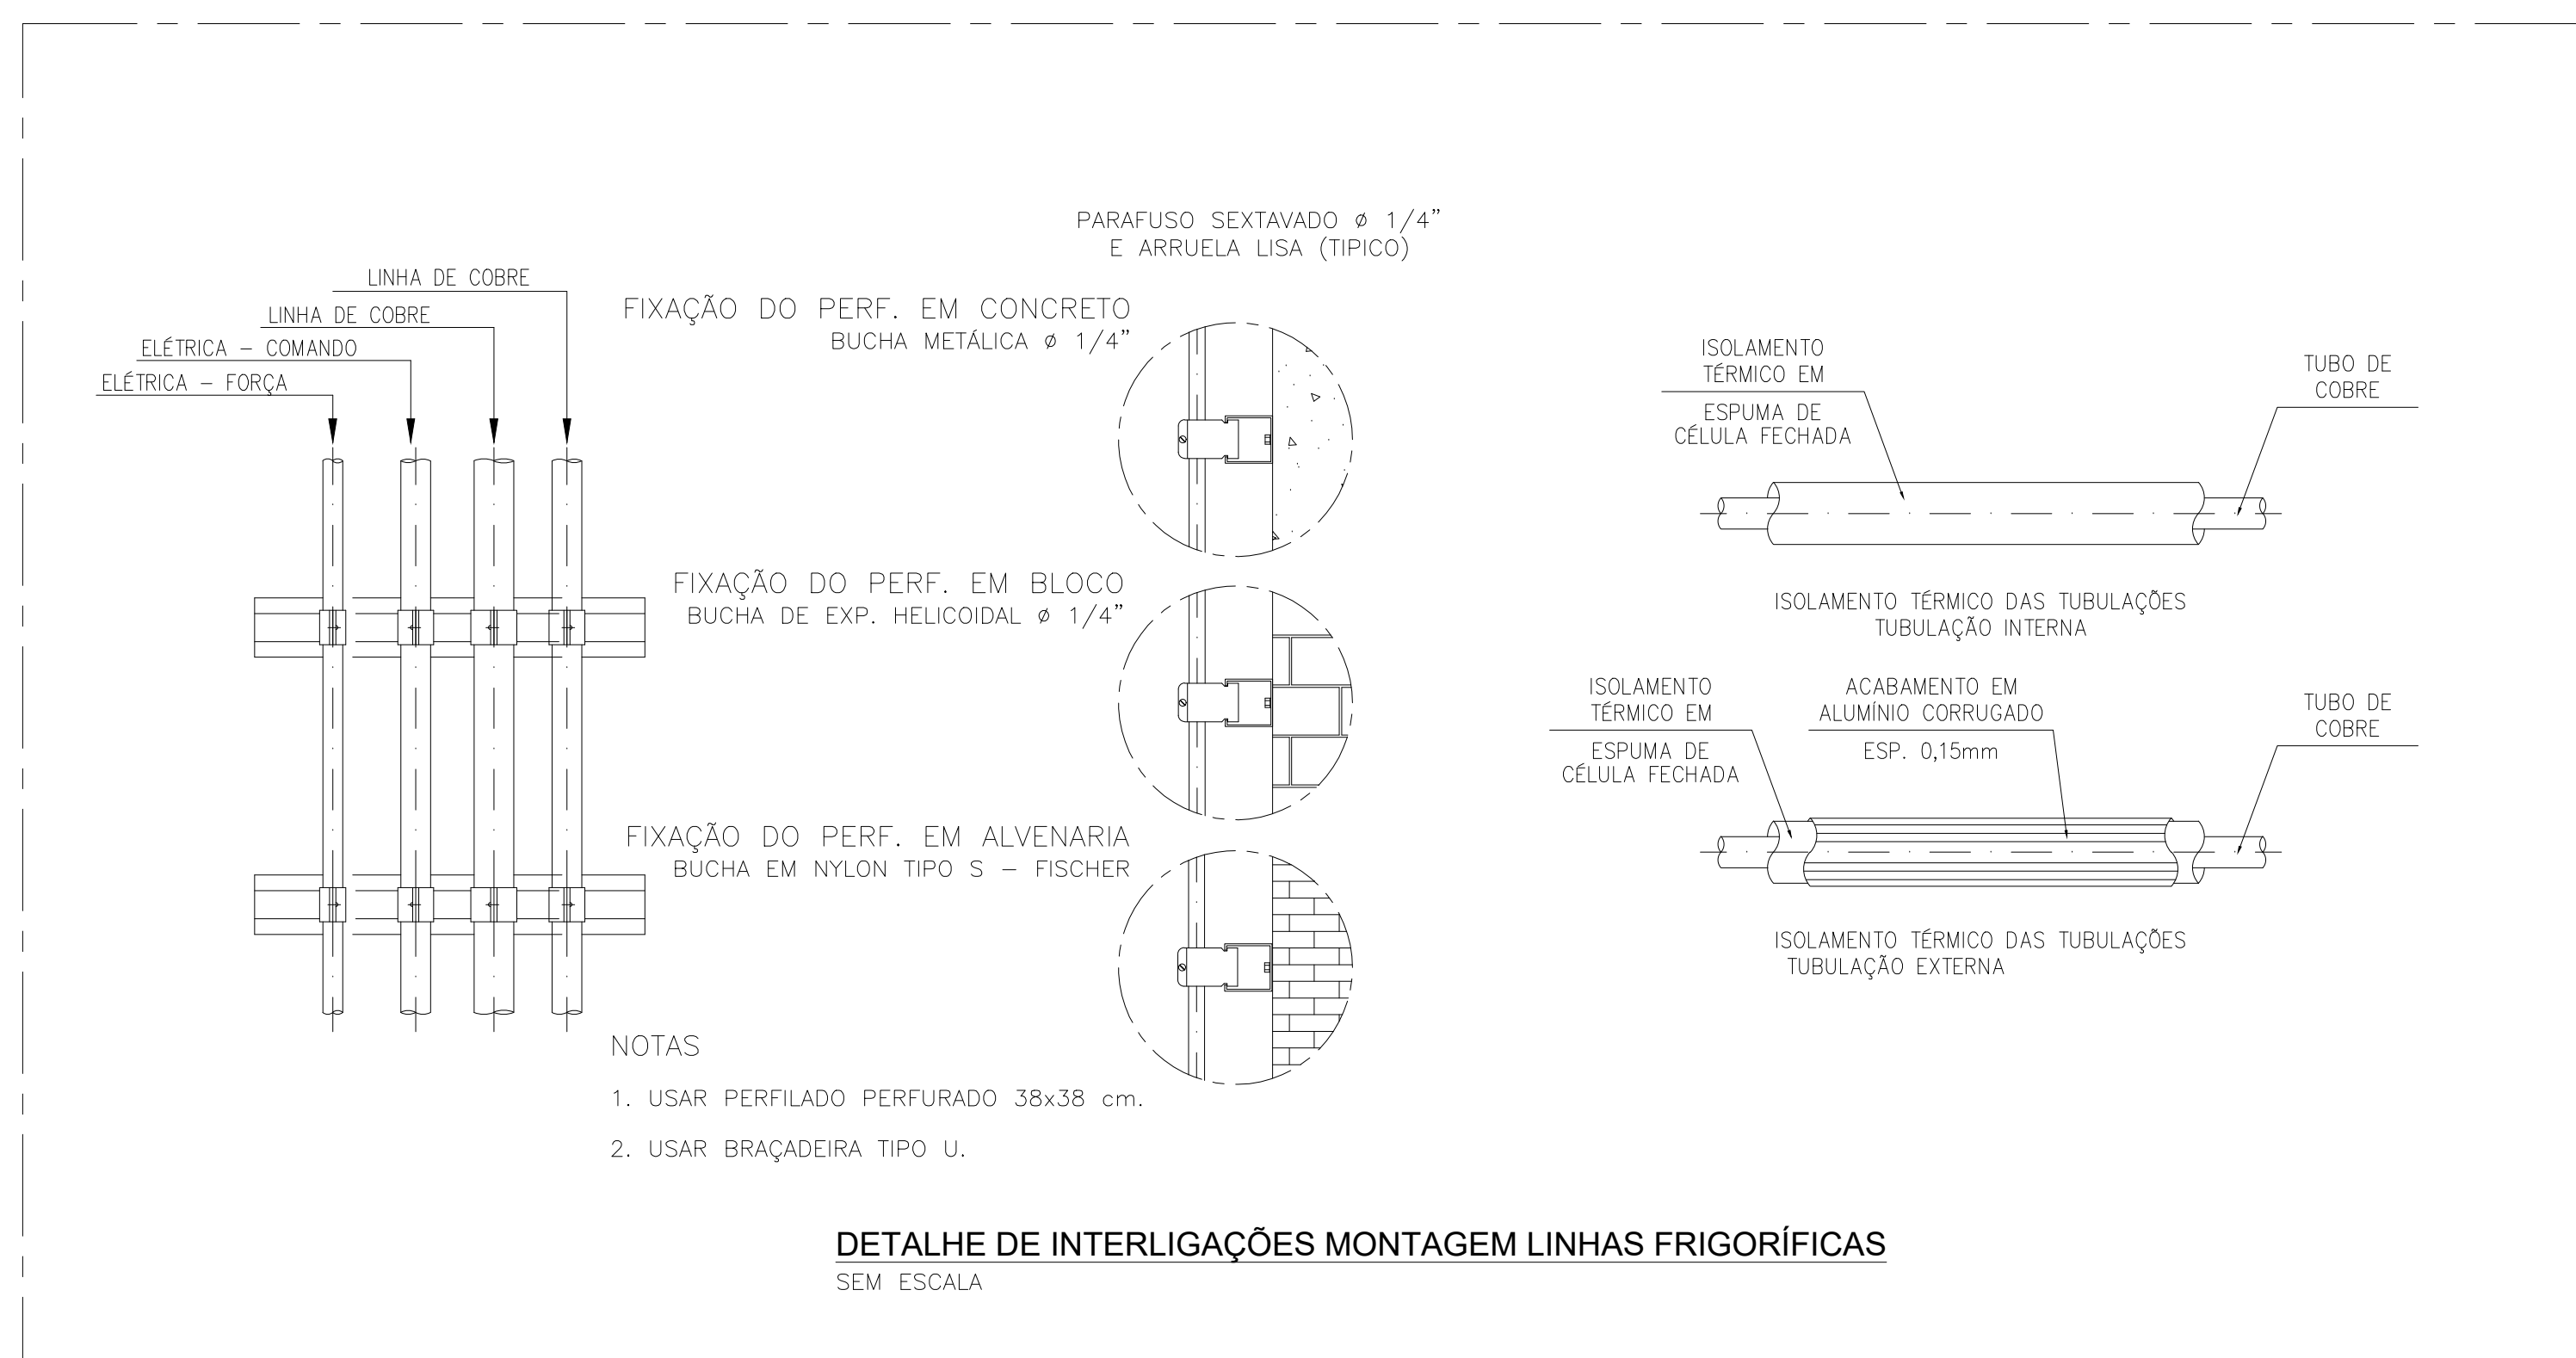 PARAFUSO SEXTAVADO ø 1/4”
E ARRUELA LISA (TIPICO)
LINHA DE COBRE
LINHA DE COBRE
ELÉTRICA – COMANDO
ELÉTRICA – FORÇA
FIXAÇÃO DO PERF. EM CONCRETO
BUCHA METÁLICA ø 1/4”
FIXAÇÃO DO PERF. EM BLOCO
BUCHA DE EXP. HELICOIDAL ø 1/4”
FIXAÇÃO DO PERF. EM ALVENARIA
BUCHA EM NYLON TIPO S – FISCHER
ISOLAMENTO
TÉRMICO EM
ESPUMA DE
CÉLULA FECHADA
TUBO DE
COBRE
ISOLAMENTO TÉRMICO DAS TUBULAÇÕES
TUBULAÇÃO INTERNA
ISOLAMENTO
TÉRMICO EM
ESPUMA DE
CÉLULA FECHADA
ACABAMENTO EM
ALUMÍNIO CORRUGADO
ESP. 0,15mm
TUBO DE
COBRE
ISOLAMENTO TÉRMICO DAS TUBULAÇÕES
TUBULAÇÃO EXTERNA
NOTAS
1. USAR PERFILADO PERFURADO 38x38 cm.
2. USAR BRAÇADEIRA TIPO U.
DETALHE DE INTERLIGAÇÕES MONTAGEM LINHAS FRIGORÍFICAS
SEM ESCALA